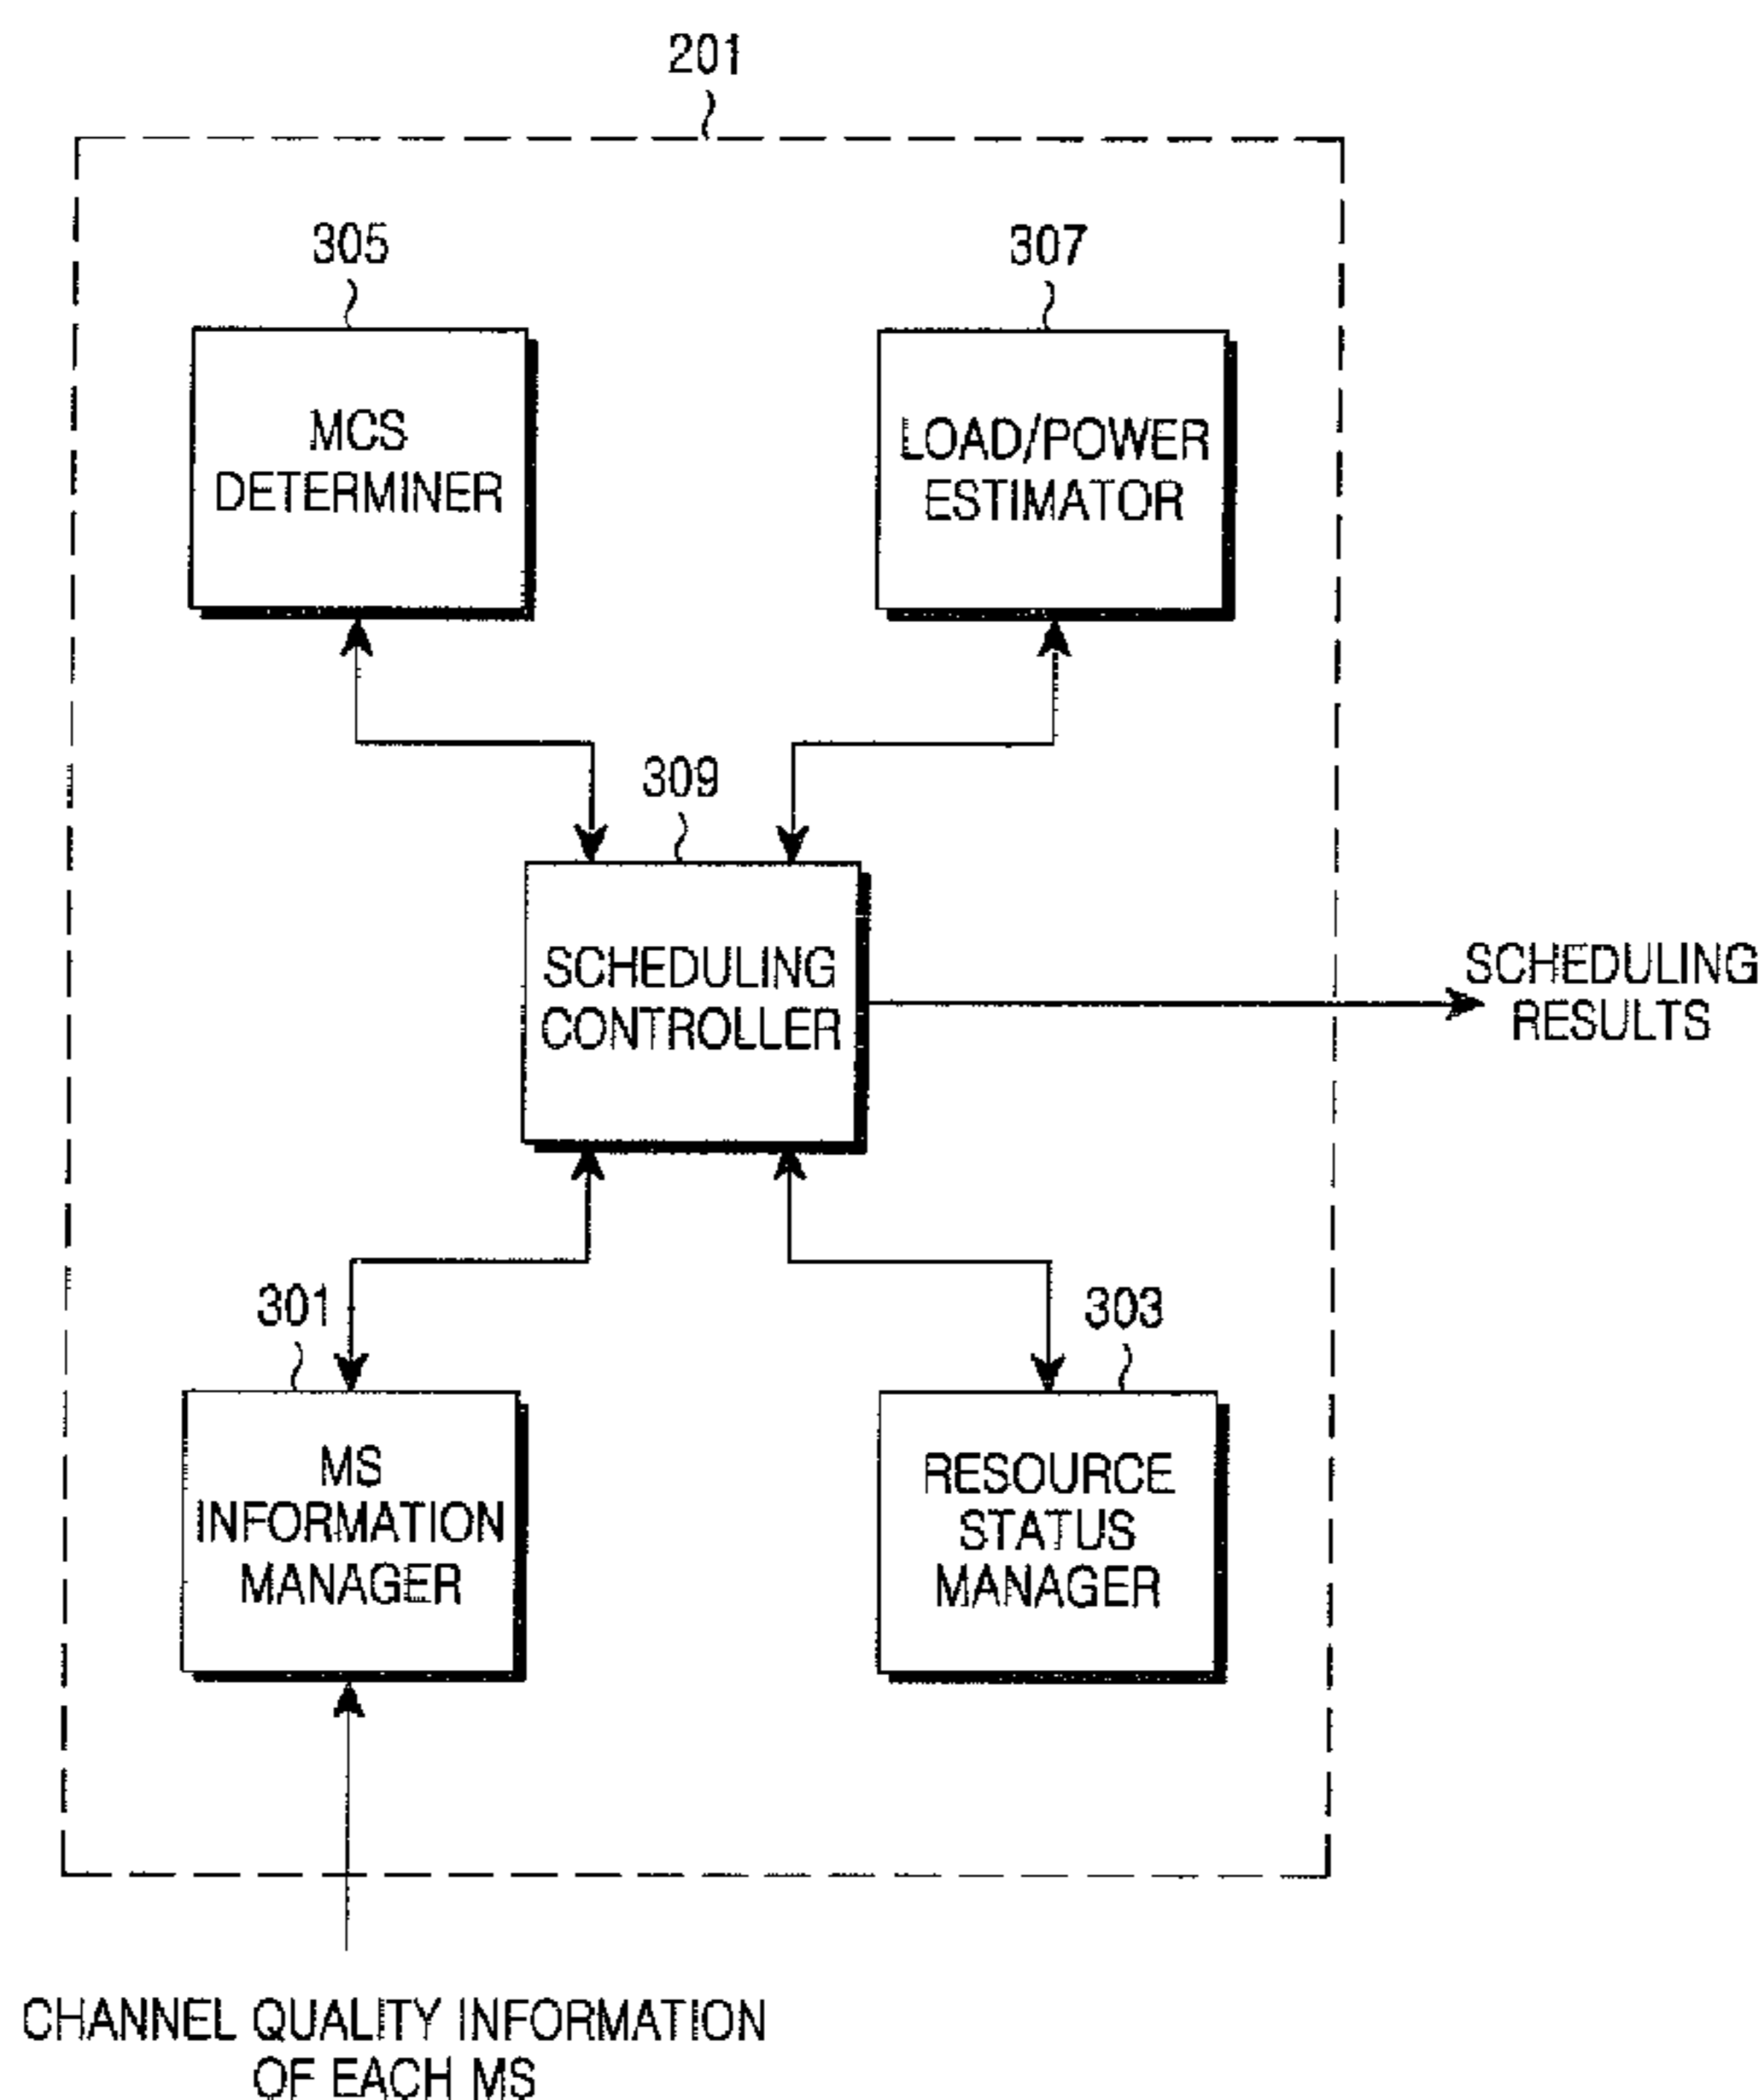 201
305
307
MCS
DETERMINER
LOAD/POWER
ESTIMATOR
309
SCHEDULING
CONTROLLER
SCHEDULING
RESULTS
301
303
MS
INFORMATION
MANAGER
RESOURCE
STATUS
MANAGER
CHANNEL QUALITY INFORMATION
OF EACH MS